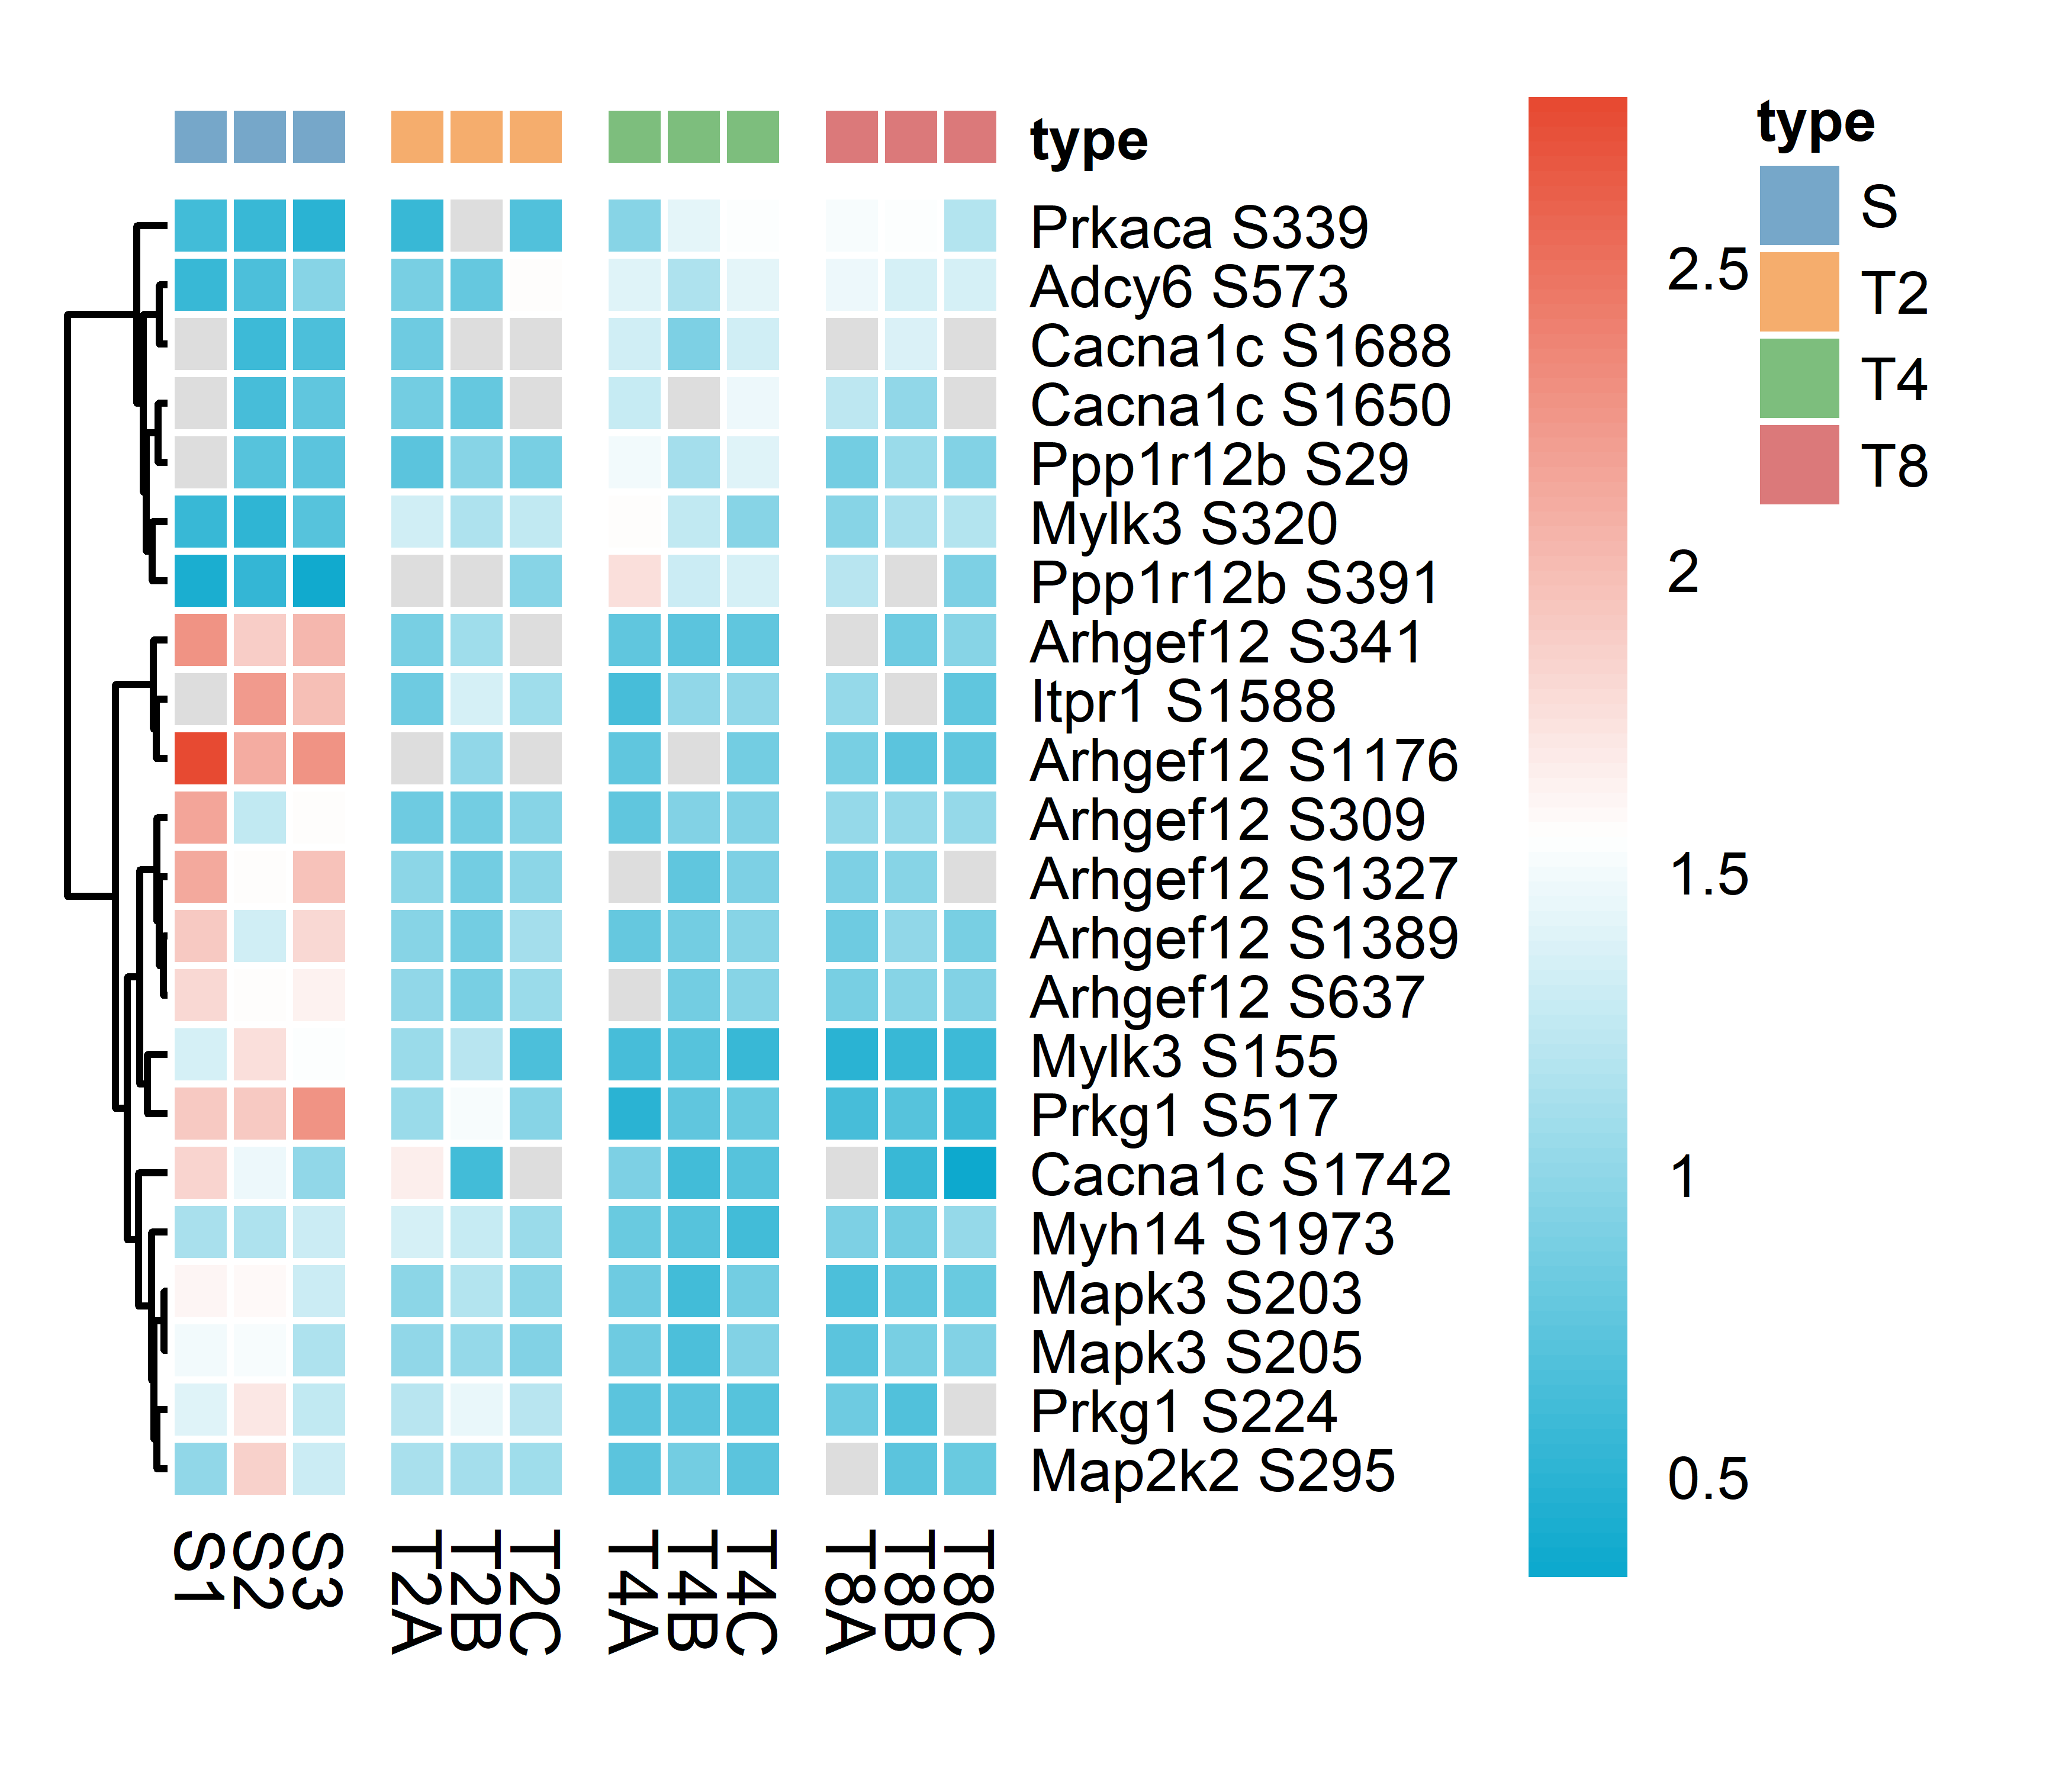 type
Prkaca S339
Adcy6 S573
Cacna1c S1688
Cacna1c S1650
Ppp1r12b S29
Mylk3 S320
Ppp1r12b S391
Arhgef12 S341
Itpr1 S1588
Arhgef12 S1176
Arhgef12 S309
Arhgef12 S1327
Arhgef12 S1389
Arhgef12 S637
Mylk3 S155
Prkg1 S517
Cacna1c S1742
Myh14 S1973
Mapk3 S203
Mapk3 S205
Prkg1 S224
Map2k2 S295
S1
S2
S3
T2A
T2B
T2C
T4A
T4B
T4C
T8A
T8B
T8C
2.5
2
1.5
1
0.5
type
S
T2
T4
T8